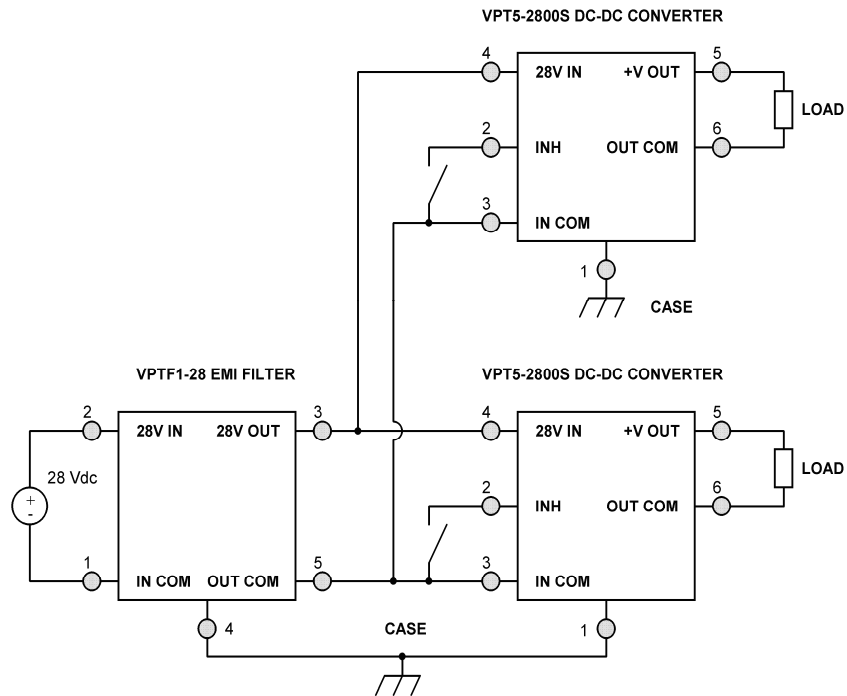 VPT5-2800S DC-DC CONVERTER
4
28V IN
+V OUT
5
LOAD
2
INH
OUT COM
6
3
IN COM
1
CASE
VPTF1-28 EMI FILTER
VPT5-2800S DC-DC CONVERTER
2
28V IN
28V OUT
3
4
28V IN
+V OUT
5
LOAD
28 Vdc
+
-
2
INH
OUT COM
6
1
IN COM
OUT COM
5
3
IN COM
4
CASE
1